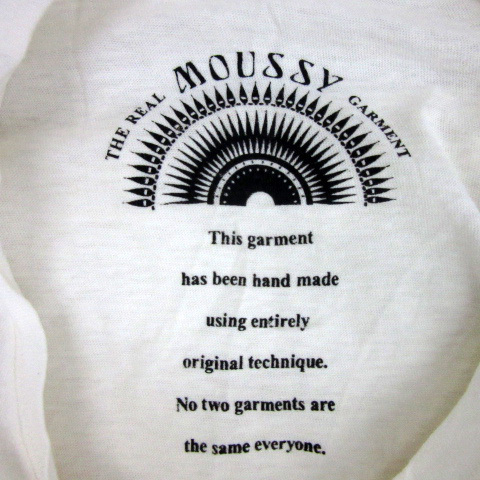 THE REAL MOUSSY GARMENT
This garment
has been hand made
using entirely
original technique.
No two garments are
the same everyone.